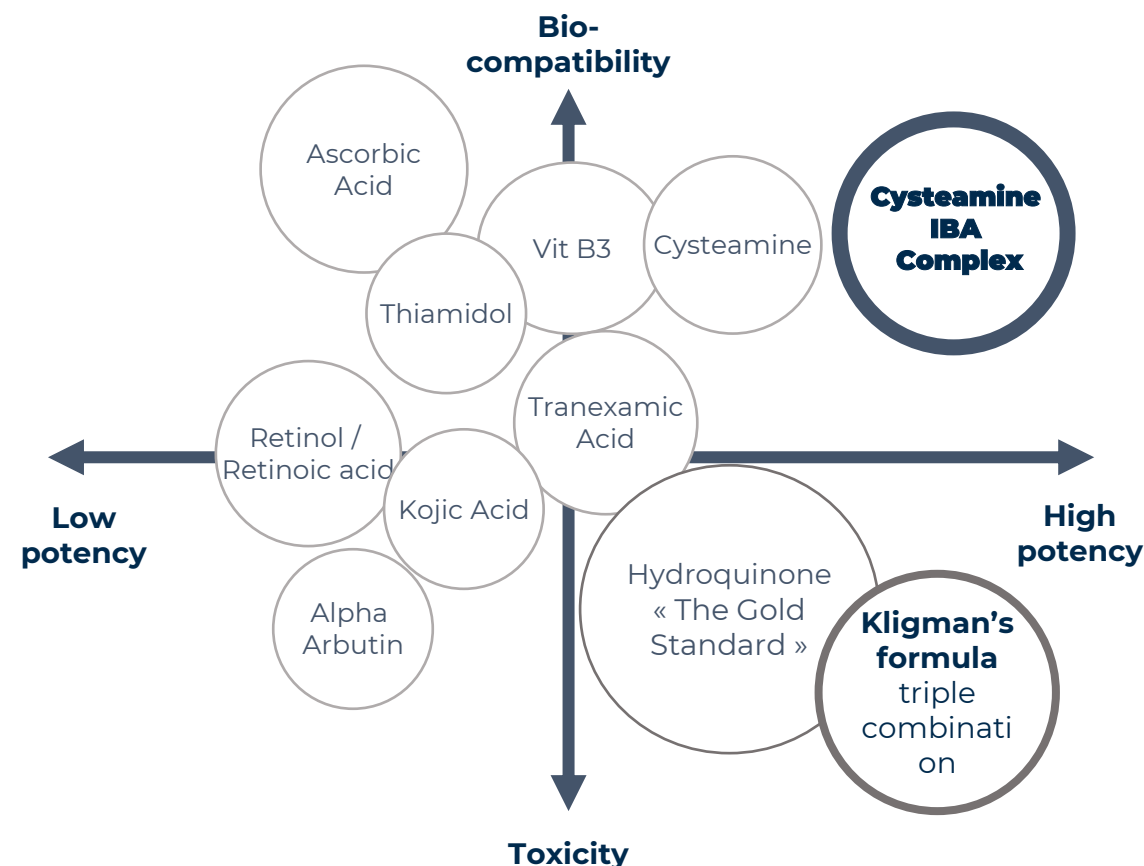 Bio-
compatibility
Ascorbic
Acid
Vit B3
Cysteamine
Cysteamine
IBA
Complex
Thiamidol
Tranexamic
Acid
Retinol /
Retinoic acid
Kojic Acid
Low
potency
High
potency
Hydroquinone
« The Gold
Standard »
Alpha
Arbutin
Kligman's
formula
triple
combinati
on
Toxicity